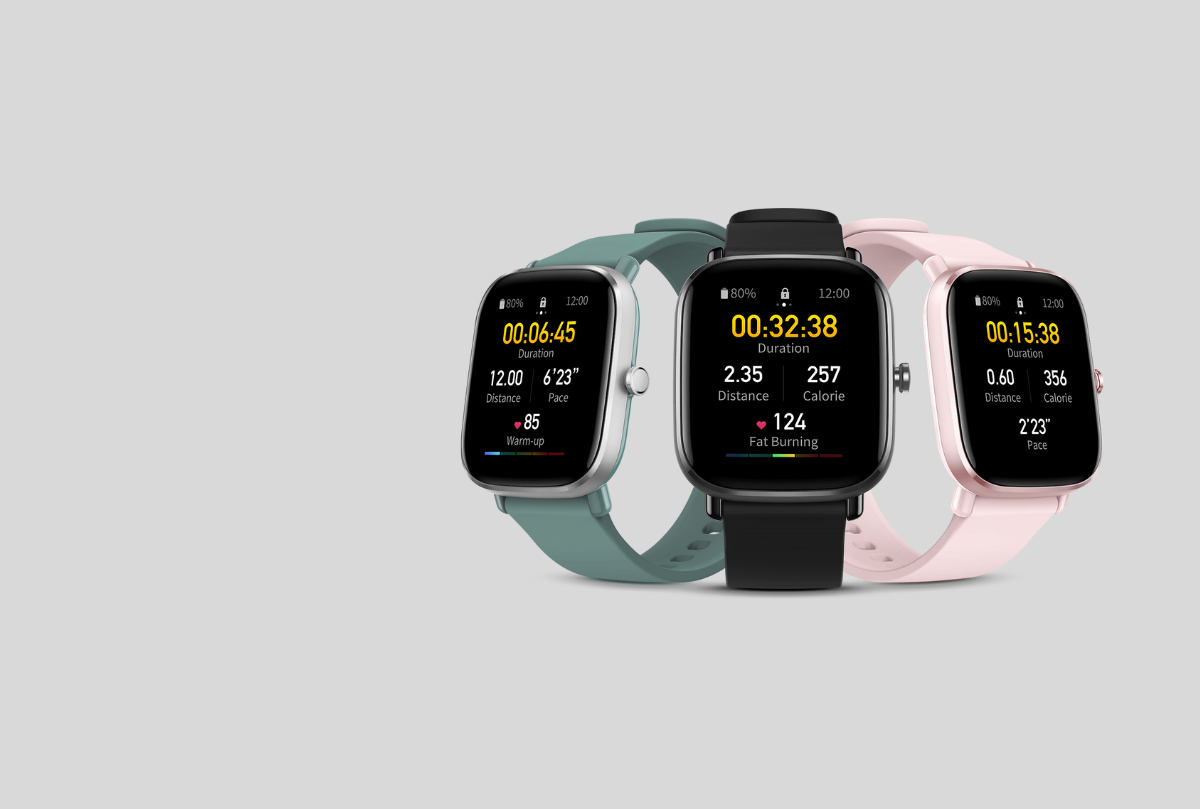 80% 12:00
00:06:45
Duration
12.00 6'23”
Distance Pace
85
Warm-up
80% 12:00
00:32:38
Duration
2.35 257
Distance Calorie
124
Fat Burning
80% 12:00
00:15:38
Duration
0.60 356
Distance Calorie
2'23"
Pace